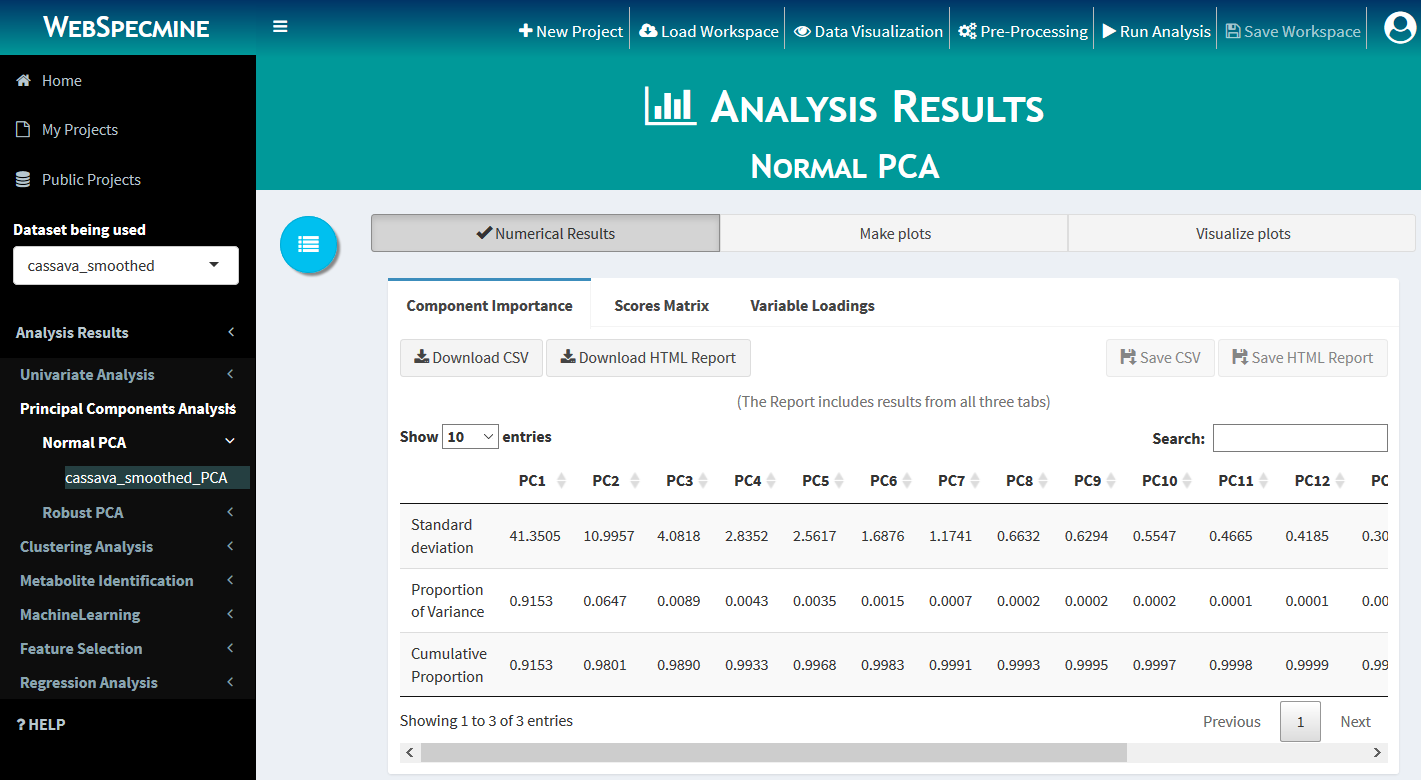 WebSpecmine
New Project
Load Workspace
Data Visualization
Pre-Processing
Run Analysis
Save Workspace
Home
My Projects
Public Projects
Dataset being used
cassava_smoothed
Analysis Results
Univariate Analysis
Principal Components Analysis
Normal PCA
cassava_smoothed_PCA
Robust PCA
Clustering Analysis
Metabolite Identification
MachineLearning
Feature Selection
Regression Analysis
? HELP
Analysis Results
Normal PCA
Numerical Results
Make plots
Visualize plots
Component Importance
Scores Matrix
Variable Loadings
Download CSV
Download HTML Report
Save CSV
Save HTML Report
(The Report includes results from all three tabs)
Show 10 entries
Search:
PC1 PC2 PC3 PC4 PC5 PC6 PC7 PC8 PC9 PC10 PC11 PC12 PC
Standard
deviation
41.3505 10.9957 4.0818 2.8352 2.5617 1.6876 1.1741 0.6632 0.6294 0.5547 0.4665 0.4185 0.30
Proportion
of Variance
0.9153 0.0647 0.0089 0.0043 0.0035 0.0015 0.0007 0.0002 0.0002 0.0002 0.0001 0.0001 0.00
Cumulative
Proportion
0.9153 0.9801 0.9890 0.9933 0.9968 0.9983 0.9991 0.9993 0.9995 0.9997 0.9998 0.9999 0.99
Showing 1 to 3 of 3 entries
Previous 1 Next